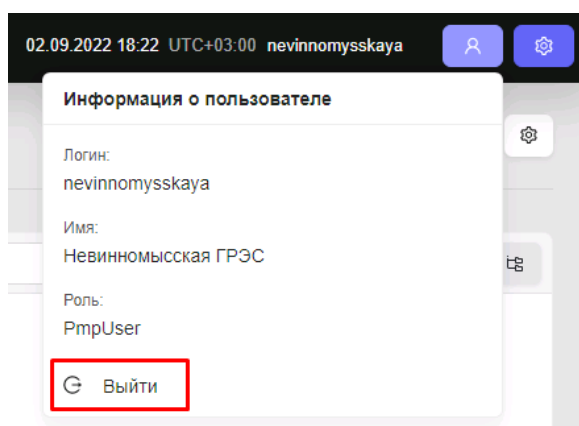 02.09.2022 18:22 UTC+03:00 nevinnomysskaya
Информация о пользователе
Логин:
nevinnomysskaya
Имя:
Невинномысская ГРЭС
Роль:
PmpUser
Выйти